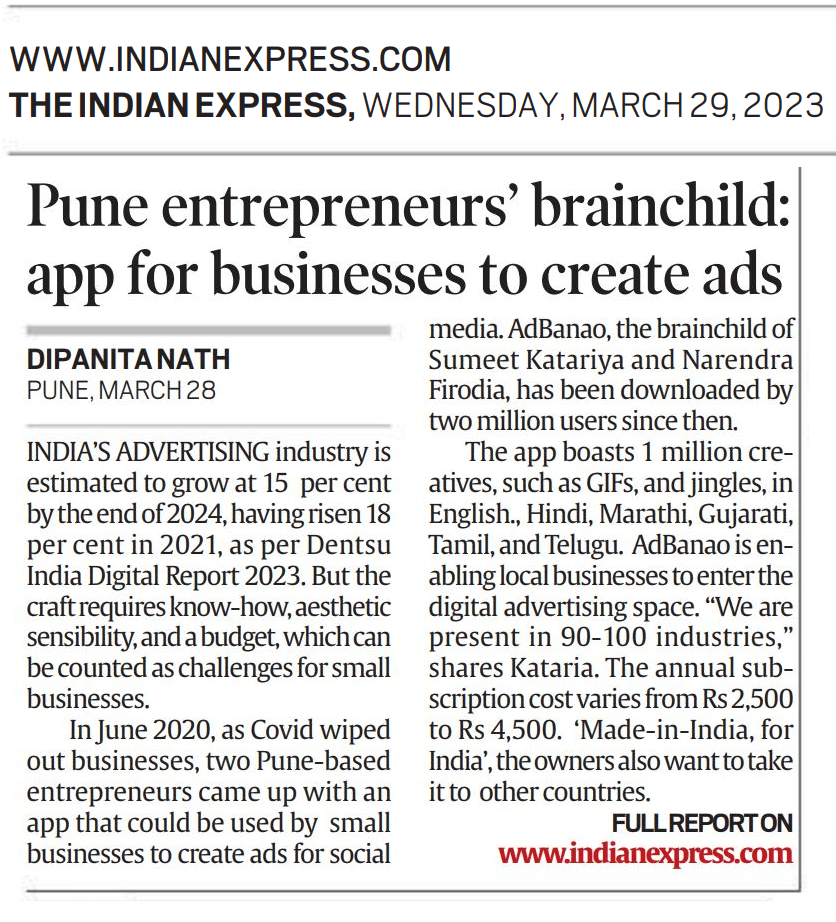 WWW.INDIANEXPRESS.COM
THE INDIAN EXPRESS, WEDNESDAY, MARCH 29, 2023
Pune entrepreneurs’ brainchild:
app for businesses to create ads
DIPANITA NATH
PUNE, MARCH 28
INDIA’S ADVERTISING industry is
estimated to grow at 15 per cent
by the end of 2024, having risen 18
per cent in 2021, as per Dentsu
India Digital Report 2023. But the
craft requires know-how, aesthetic
sensibility, and a budget, which can
be counted as challenges for small
businesses.
In June 2020, as Covid wiped
out businesses, two Pune-based
entrepreneurs came up with an
app that could be used by small
businesses to create ads for social
media. AdBanao, the brainchild of
Sumeet Katariya and Narendra
Firodia, has been downloaded by
two million users since then.
The app boasts 1 million cre-
atives, such as GIFs, and jingles, in
English., Hindi, Marathi, Gujarati,
Tamil, and Telugu. AdBanao is en-
abling local businesses to enter the
digital advertising space. “We are
present in 90-100 industries,”
shares Kataria. The annual sub-
scription cost varies from Rs 2,500
to Rs 4,500. ‘Made-in-India, for
India’, the owners also want to take
it to other countries.
FULL REPORT ON
www.indianexpress.com